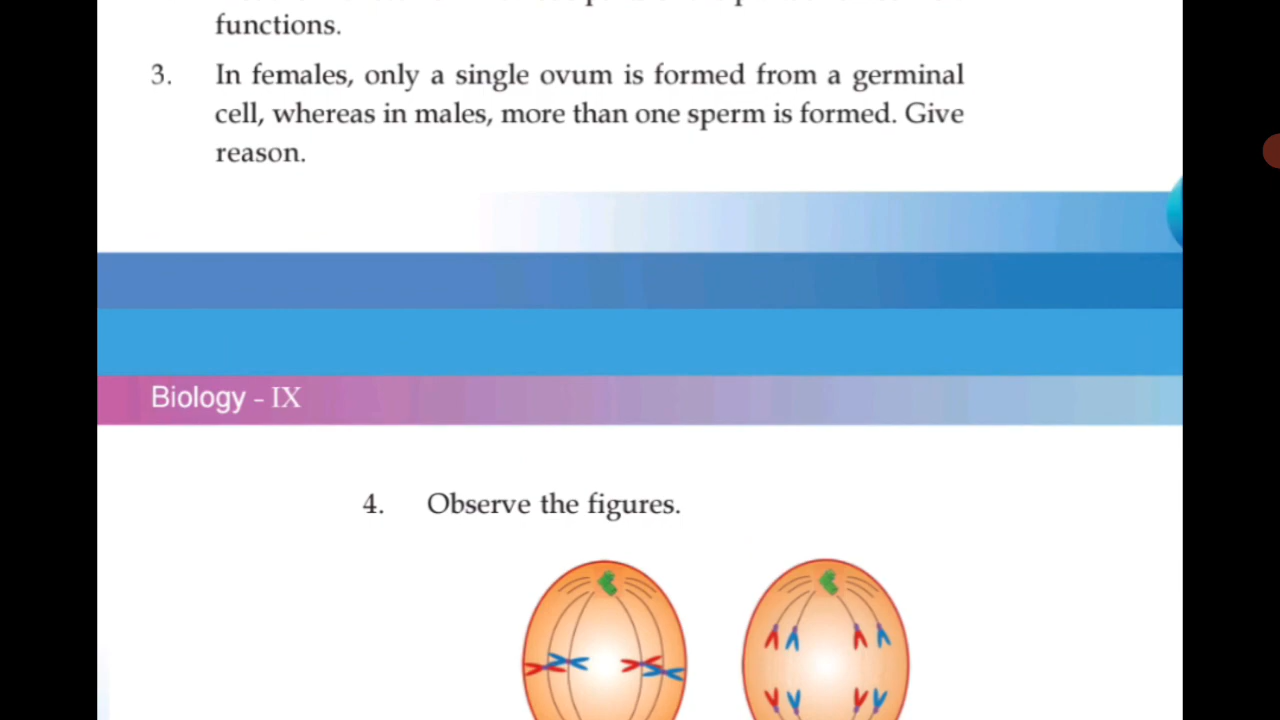 functions.
3. In females, only a single ovum is formed from a germinal
cell, whereas in males, more than one sperm is formed. Give
reason.
Biology - IX
4. Observe the figures.